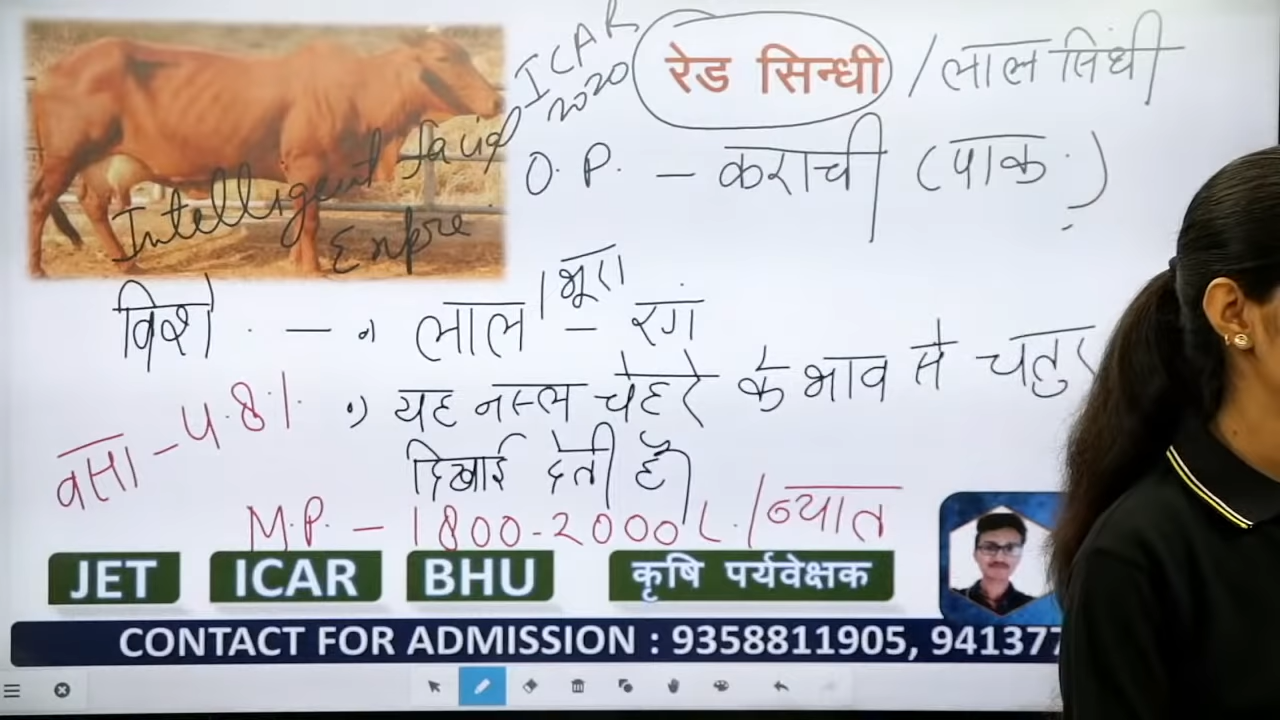 ICAR 2020
रेड सिन्धी / लाल सिंधी
O.P. - कराची (पाक.)
Intelligent facial
Expre.
विशे. - •) लाल / भूरा - रंग
•) यह नस्ल चेहरे के भाव से चतुर
दिखाई देती है
वसा - 4.8%
M.P. - 1800-2000 L. / ब्यात
JET ICAR BHU कृषि पर्यवेक्षक
CONTACT FOR ADMISSION : 9358811905, 941377